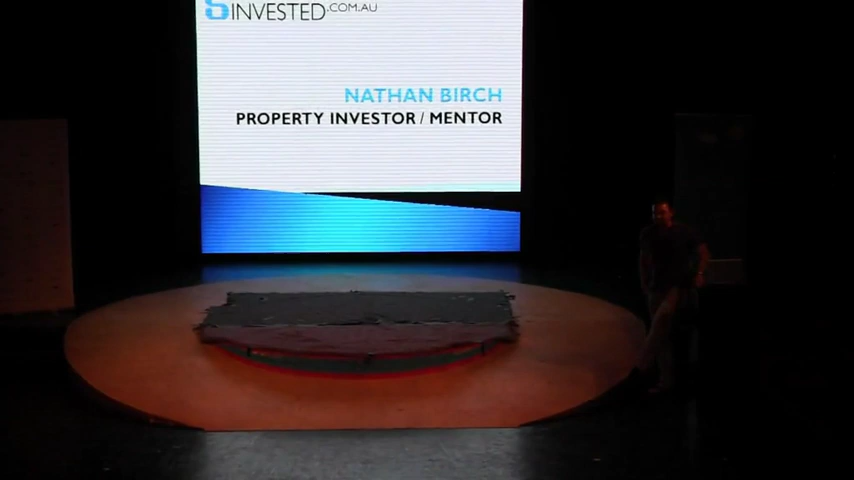 INVESTED.COM.AU
NATHAN BIRCH
PROPERTY INVESTOR / MENTOR